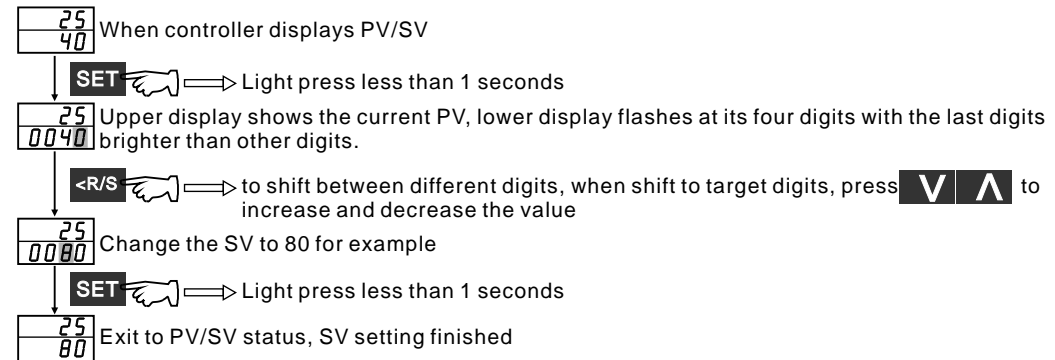 25
40 When controller displays PV/SV
SET Light press less than 1 seconds
25 Upper display shows the current PV, lower display flashes at its four digits with the last digits
0040 brighter than other digits.
<R/S to shift between different digits, when shift to target digits, press V Λ to
increase and decrease the value
25
0080 Change the SV to 80 for example
SET Light press less than 1 seconds
25
80 Exit to PV/SV status, SV setting finished